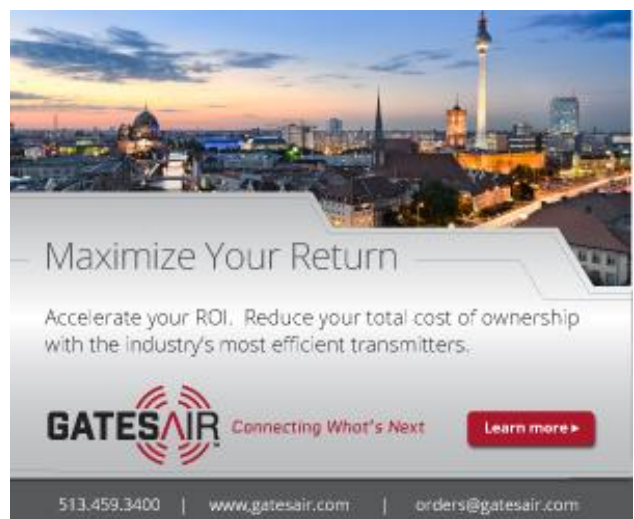 Maximize Your Return
Accelerate your ROI. Reduce your total cost of ownership
with the industry's most efficient transmitters.
GATESAIR Connecting What's Next Learn more ▸
513.459.3400 | www.gatesair.com | orders@gatesair.com